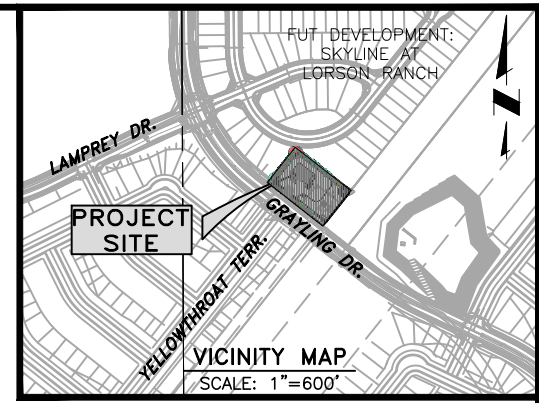 FUT DEVELOPMENT:
SKYLINE AT
LORSON RANCH
LAMPREY DR.
PROJECT
SITE
GRAYLING DR.
YELLOWTHROAT TERR.
VICINITY MAP
SCALE: 1"=600'